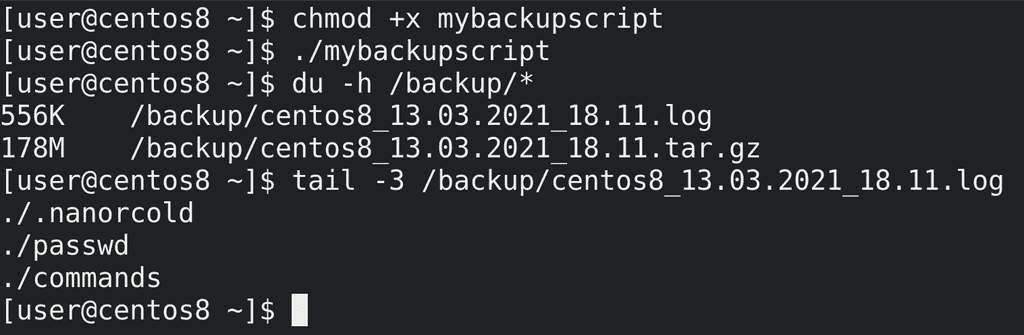 [user@centos8 ~]$ chmod +x mybackupscript
[user@centos8 ~]$ ./mybackupscript
[user@centos8 ~]$ du -h /backup/*
556K    /backup/centos8_13.03.2021_18.11.log
178M    /backup/centos8_13.03.2021_18.11.tar.gz
[user@centos8 ~]$ tail -3 /backup/centos8_13.03.2021_18.11.log
./.nanorcold
./passwd
./commands
[user@centos8 ~]$